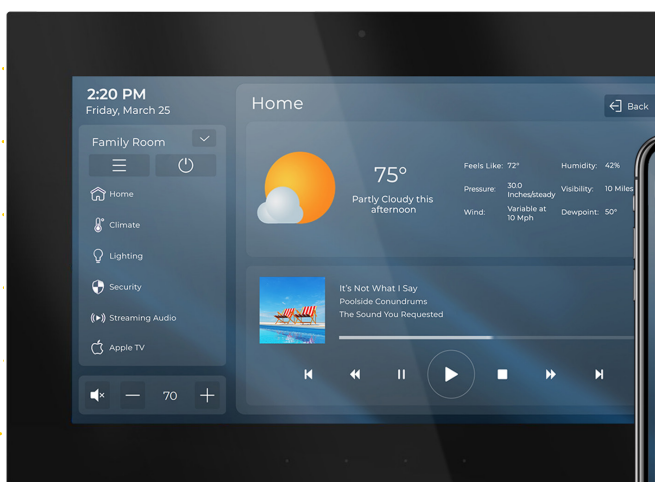 2:20 PM
Friday, March 25
Family Room
Home
Climate
Lighting
Security
Streaming Audio
Apple TV
70
Home
Back
75°
Partly Cloudy this
afternoon
Feels Like: 72°
Humidity: 42%
Pressure: 30.0
Inches/steady
Visibility: 10 Miles
Wind: Variable at
10 Mph
Dewpoint: 50°
It's Not What I Say
Poolside Conundrums
The Sound You Requested